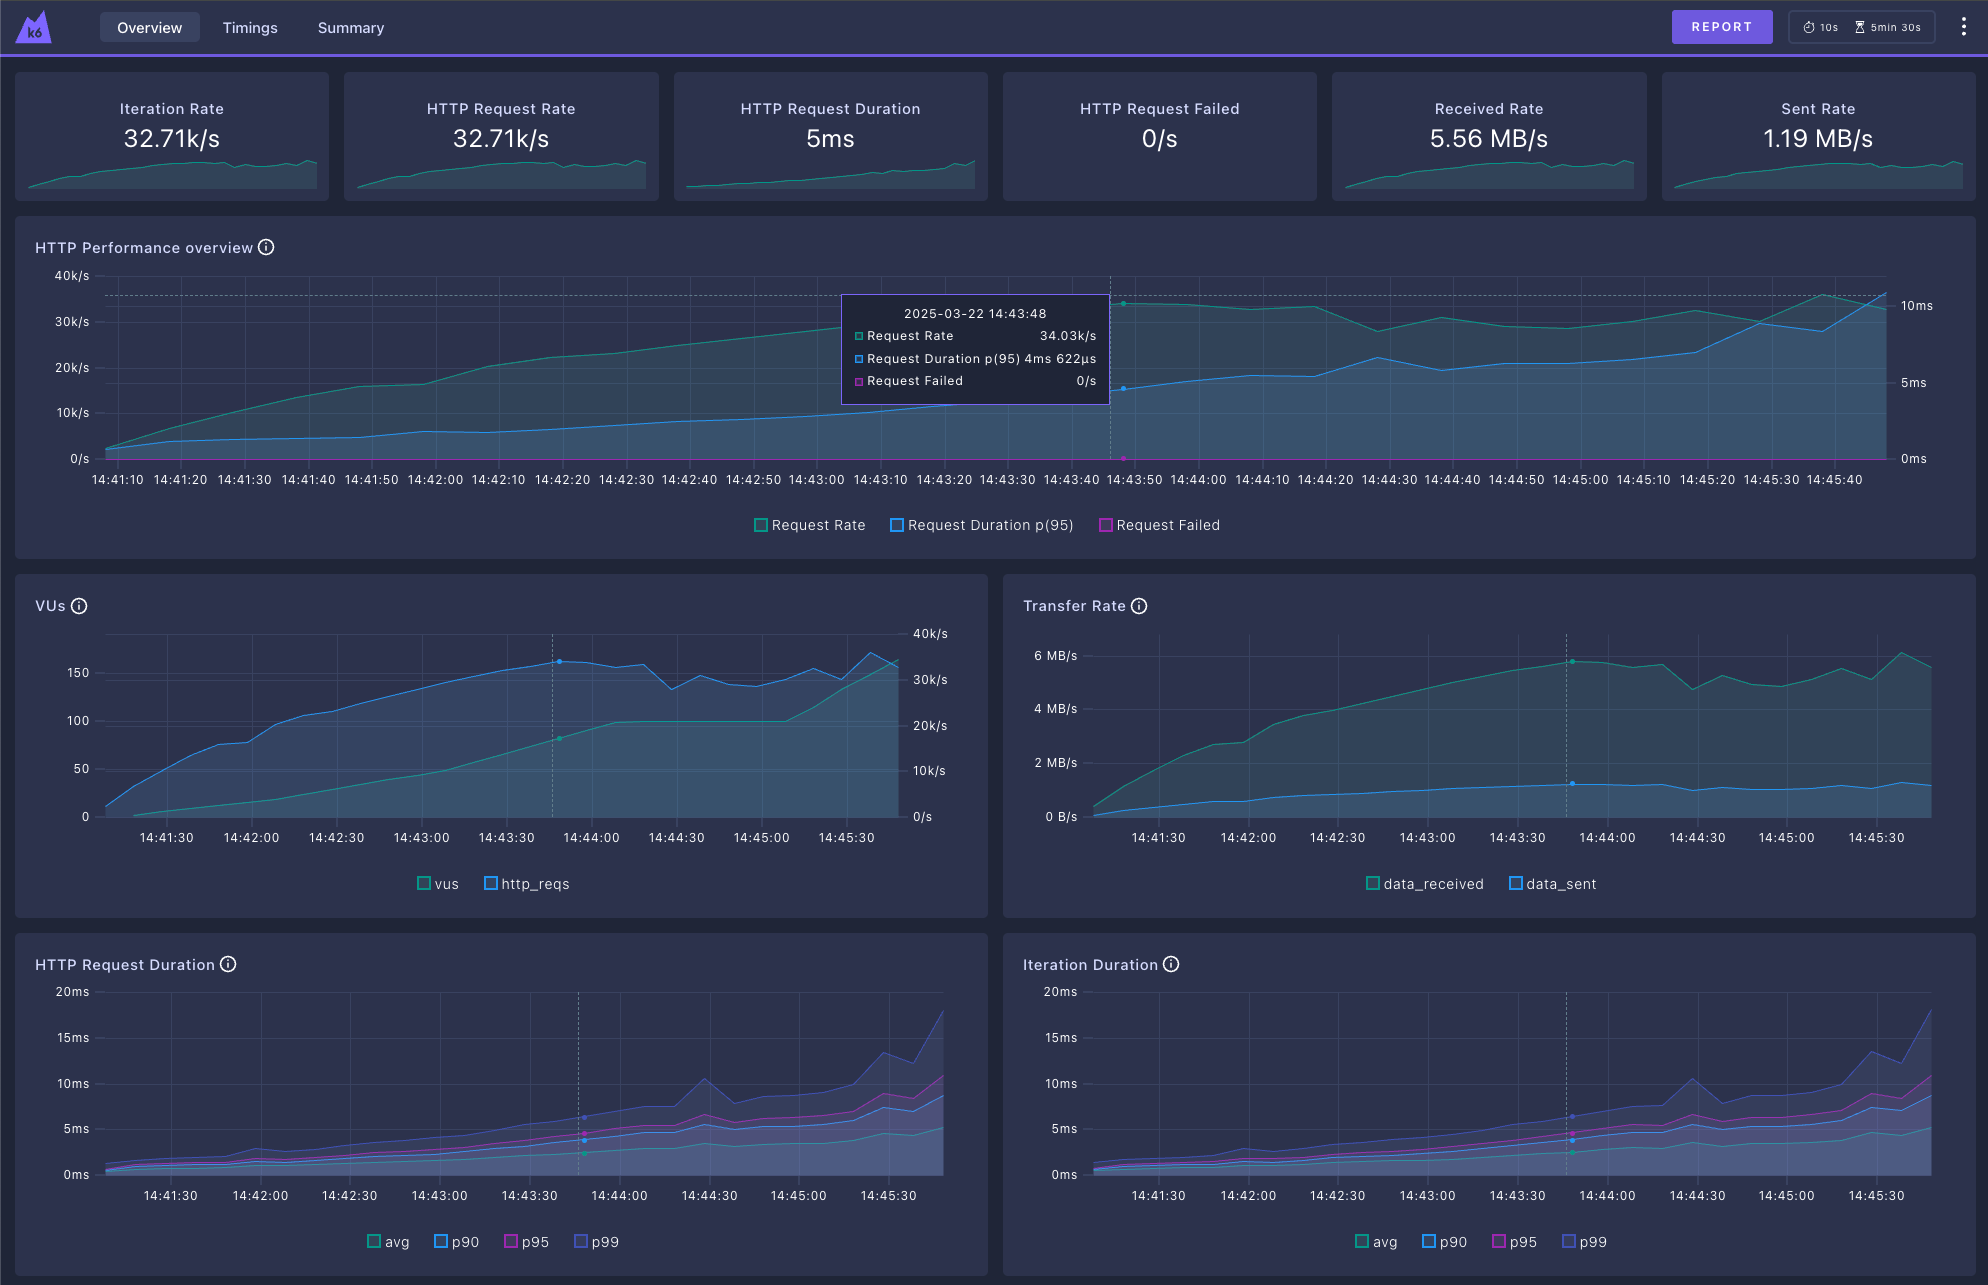 k6 Overview Timings Summary REPORT 10s 5min 30s
Iteration Rate
32.71k/s
HTTP Request Rate
32.71k/s
HTTP Request Duration
5ms
HTTP Request Failed
0/s
Received Rate
5.56 MB/s
Sent Rate
1.19 MB/s
HTTP Performance overview
40k/s
30k/s
20k/s
10k/s
0/s
10ms
5ms
0ms
2025-03-22 14:43:48
Request Rate 34.03k/s
Request Duration p(95) 4ms 622µs
Request Failed 0/s
14:41:10 14:41:20 14:41:30 14:41:40 14:41:50 14:42:00 14:42:10 14:42:20 14:42:30 14:42:40 14:42:50 14:43:00 14:43:10 14:43:20 14:43:30 14:43:40 14:43:50 14:44:00 14:44:10 14:44:20 14:44:30 14:44:40 14:44:50 14:45:00 14:45:10 14:45:20 14:45:30 14:45:40
Request Rate Request Duration p(95) Request Failed
VUs
150
100
50
0
40k/s
30k/s
20k/s
10k/s
0/s
14:41:30 14:42:00 14:42:30 14:43:00 14:43:30 14:44:00 14:44:30 14:45:00 14:45:30
vus http_reqs
Transfer Rate
6 MB/s
4 MB/s
2 MB/s
0 B/s
14:41:30 14:42:00 14:42:30 14:43:00 14:43:30 14:44:00 14:44:30 14:45:00 14:45:30
data_received data_sent
HTTP Request Duration
20ms
15ms
10ms
5ms
0ms
14:41:30 14:42:00 14:42:30 14:43:00 14:43:30 14:44:00 14:44:30 14:45:00 14:45:30
avg p90 p95 p99
Iteration Duration
20ms
15ms
10ms
5ms
0ms
14:41:30 14:42:00 14:42:30 14:43:00 14:43:30 14:44:00 14:44:30 14:45:00 14:45:30
avg p90 p95 p99